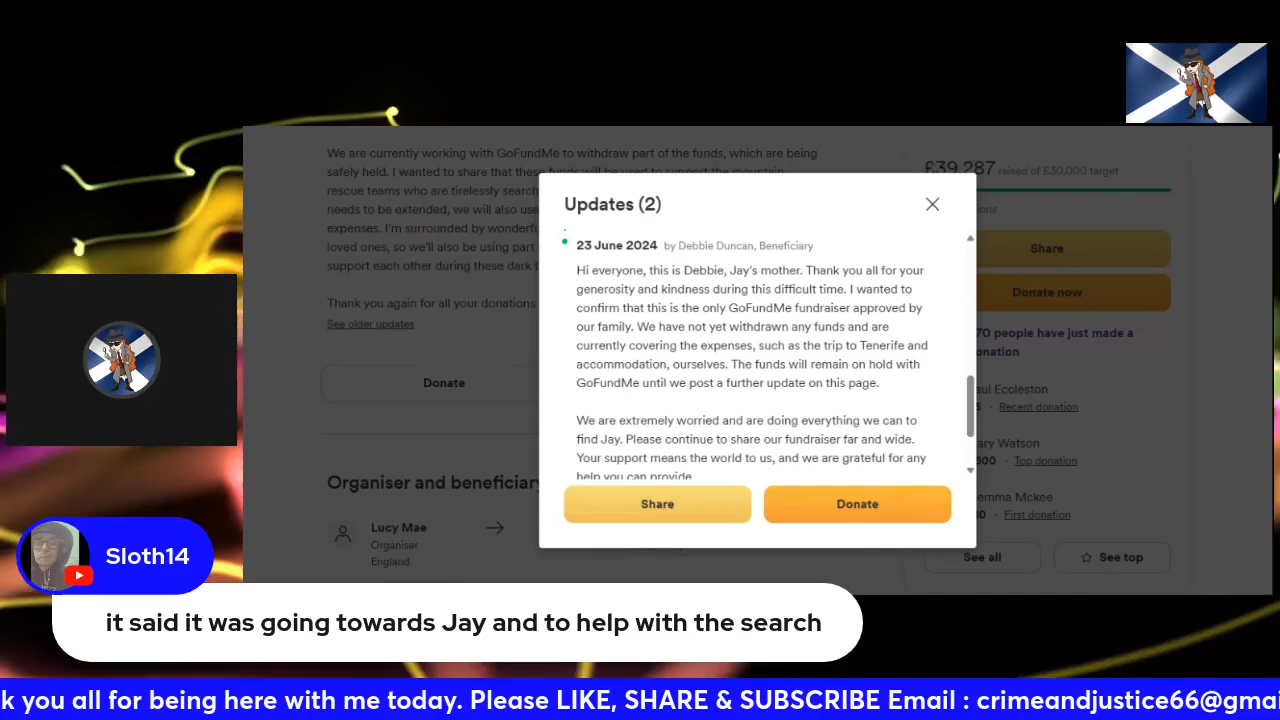 We are currently working with GoFundMe to withdraw part of the funds, which are being
safely held. I wanted to share that these funds will be used to support the mountain
rescue teams who are tirelessly search
needs to be extended, we will also use
expenses. I'm surrounded by wonderfu
loved ones, so we'll also be using part
support each other during these dark
Thank you again for all your donations
See older updates
Donate
Organiser and beneficiary
Lucy Mae
Organiser
England
£39,287 raised of £30,000 target
Share
Donate now
70 people have just made a
onation
aul Eccleston
Recent donation
ary Watson
500 · Top donation
emma Mckee
First donation
See all
See top
Updates (2)
23 June 2024 by Debbie Duncan, Beneficiary
Hi everyone, this is Debbie, Jay's mother. Thank you all for your
generosity and kindness during this difficult time. I wanted to
confirm that this is the only GoFundMe fundraiser approved by
our family. We have not yet withdrawn any funds and are
currently covering the expenses, such as the trip to Tenerife and
accommodation, ourselves. The funds will remain on hold with
GoFundMe until we post a further update on this page.
We are extremely worried and are doing everything we can to
find Jay. Please continue to share our fundraiser far and wide.
Your support means the world to us, and we are grateful for any
help you can provide
Share
Donate
Sloth14
it said it was going towards Jay and to help with the search
k you all for being here with me today. Please LIKE, SHARE & SUBSCRIBE Email : crimeandjustice66@gmai